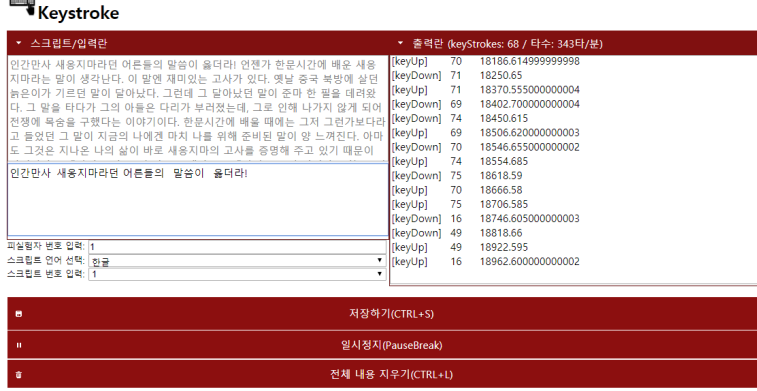 Keystroke
스크립트/입력란
인간만사 새옹지마라던 어른들의 말씀이 옳더라! 언젠가 한문시간에 배운 새옹
지마라는 말이 생각난다. 이 말엔 재미있는 고사가 있다. 옛날 중국 북방에 살던
늙은이가 기르던 말이 달아났다. 그런데 그 달아났던 말이 준마 한 필을 데려왔
다. 그 말을 타다가 그의 아들은 다리가 부러졌는데, 그로 인해 나가지 않게 되어
전쟁에 목숨을 구했다는 이야기이다. 한문시간에 배울 때에는 그저 그런가보다라
고 들었던 그 말이 지금의 나에겐 마치 나를 위해 준비된 말이 양 느껴진다. 아마
도 그것은 지나온 나의 삶이 바로 새옹지마의 고사를 증명해 주고 있기 때문이
인간만사 새옹지마라던 어른들의 말씀이 옳더라!
피실험자 번호 입력: 1
스크립트 언어 선택: 한글
스크립트 번호 입력: 1
출력란 (keyStrokes: 68 / 타수: 343타/분)
[keyUp] 70 18186.614999999998
[keyDown] 71 18250.65
[keyUp] 71 18370.555000000004
[keyDown] 69 18402.700000000004
[keyDown] 74 18450.615
[keyUp] 69 18506.620000000003
[keyDown] 70 18546.655000000002
[keyUp] 74 18554.685
[keyDown] 75 18618.59
[keyUp] 70 18666.58
[keyUp] 75 18706.585
[keyDown] 16 18746.605000000003
[keyDown] 49 18818.66
[keyUp] 49 18922.595
[keyUp] 16 18962.600000000002
저장하기(CTRL+S)
일시정지(PauseBreak)
전체 내용 지우기(CTRL+L)